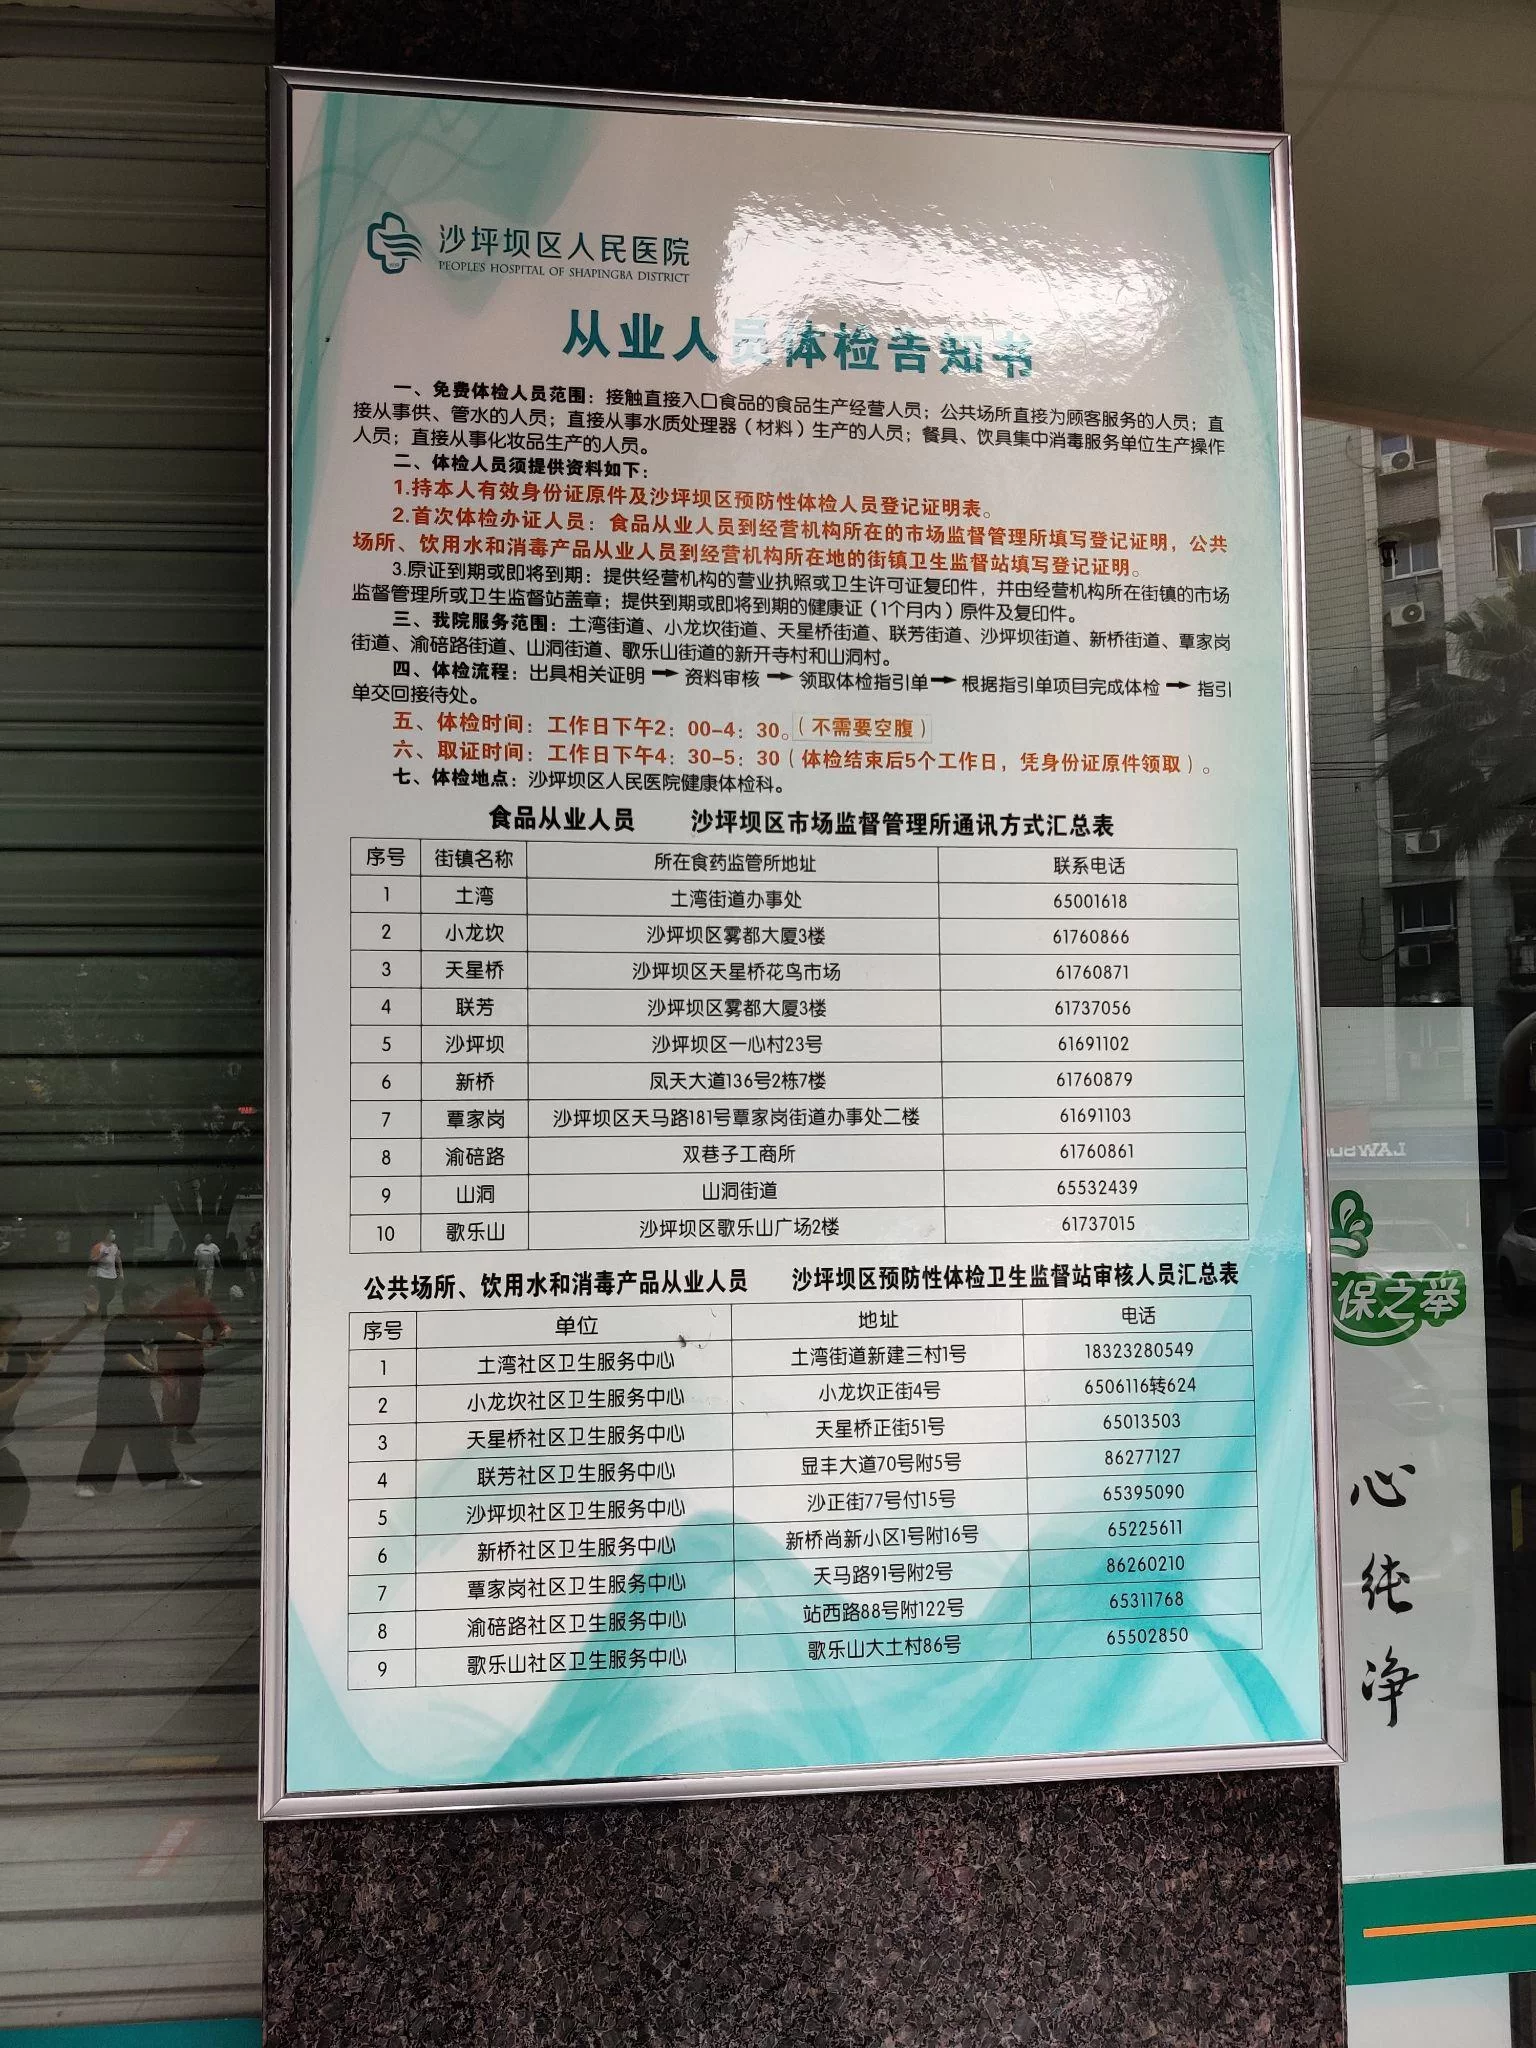 沙坪坝区人民医院
PEOPLE'S HOSPITAL OF SHAPINGBA DISTRICT
从业人员体检告知书
一、免费体检人员范围：接触直接入口食品的食品生产经营人员；公共场所直接为顾客服务的人员；直
接从事供、管水的人员；直接从事水质处理器（材料）生产的人员；餐具、饮具集中消毒服务单位生产操作
人员；直接从事化妆品生产的人员。
二、体检人员须提供资料如下：
1.持本人有效身份证原件及沙坪坝区预防性体检人员登记证明表。
2.首次体检办证人员：食品从业人员到经营机构所在的市场监督管理所填写登记证明，公共
场所、饮用水和消毒产品从业人员到经营机构所在地的街镇卫生监督站填写登记证明。
3.原证到期或即将到期：提供经营机构的营业执照或卫生许可证复印件，并由经营机构所在街镇的市场
监督管理所或卫生监督站盖章；提供到期或即将到期的健康证（1个月内）原件及复印件。
三、我院服务范围：土湾街道、小龙坎街道、天星桥街道、联芳街道、沙坪坝街道、新桥街道、覃家岗
街道、渝碚路街道、山洞街道、歌乐山街道的新开寺村和山洞村。
四、体检流程：出具相关证明→资料审核→领取体检指引单→根据指引单项目完成体检→指引
单交回接待处。
五、体检时间：工作日下午2：00-4：30。（不需要空腹）
六、取证时间：工作日下午4：30-5：30（体检结束后5个工作日，凭身份证原件领取）。
七、体检地点：沙坪坝区人民医院健康体检科。
食品从业人员 沙坪坝区市场监督管理所通讯方式汇总表
序号 街镇名称 所在食药监管所地址 联系电话
1 土湾 土湾街道办事处 65001618
2 小龙坎 沙坪坝区雾都大厦3楼 61760866
3 天星桥 沙坪坝区天星桥花鸟市场 61760871
4 联芳 沙坪坝区雾都大厦3楼 61737056
5 沙坪坝 沙坪坝区一心村23号 61691102
6 新桥 凤天大道136号2栋7楼 61760879
7 覃家岗 沙坪坝区天马路181号覃家岗街道办事处二楼 61691103
8 渝碚路 双巷子工商所 61760861
9 山洞 山洞街道 65532439
10 歌乐山 沙坪坝区歌乐山广场2楼 61737015
公共场所、饮用水和消毒产品从业人员 沙坪坝区预防性体检卫生监督站审核人员汇总表
序号 单位 地址 电话
1 土湾社区卫生服务中心 土湾街道新建三村1号 18323280549
2 小龙坎社区卫生服务中心 小龙坎正街4号 6506116转624
3 天星桥社区卫生服务中心 天星桥正街51号 65013503
4 联芳社区卫生服务中心 显丰大道70号附5号 86277127
5 沙坪坝社区卫生服务中心 沙正街77号付15号 65395090
6 新桥社区卫生服务中心 新桥尚新小区1号附16号 65225611
7 覃家岗社区卫生服务中心 天马路91号附2号 86260210
8 渝碚路社区卫生服务中心 站西路88号附122号 65311768
9 歌乐山社区卫生服务中心 歌乐山大土村86号 65502850
保之举
心纯净